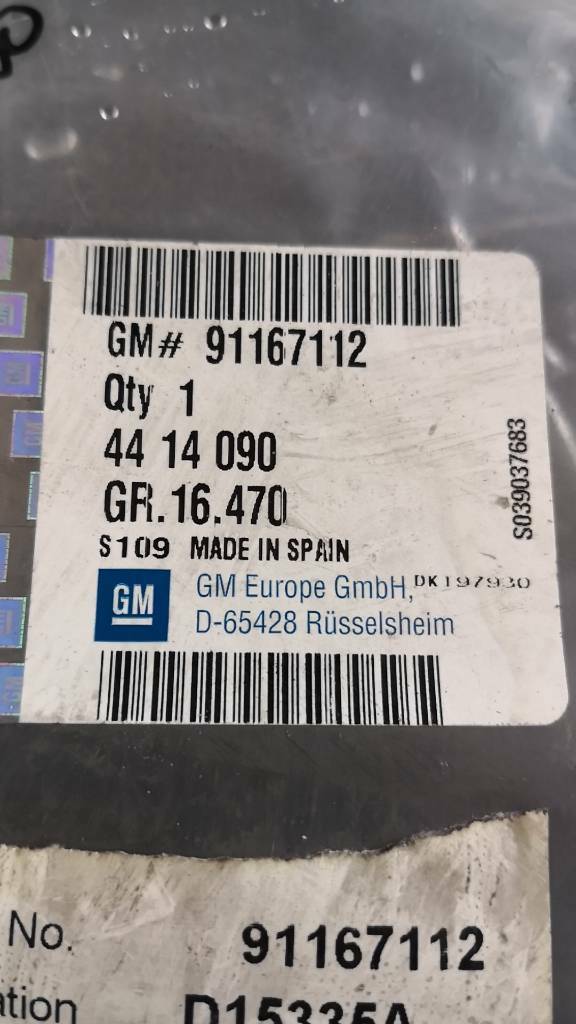 GM# 91167112
Qty 1
44 14 090
GR.16.470
S109 MADE IN SPAIN
GM
GM Europe GmbH, DK197930
D-65428 Rüsselsheim
S039037683
No. 91167112
D15335A